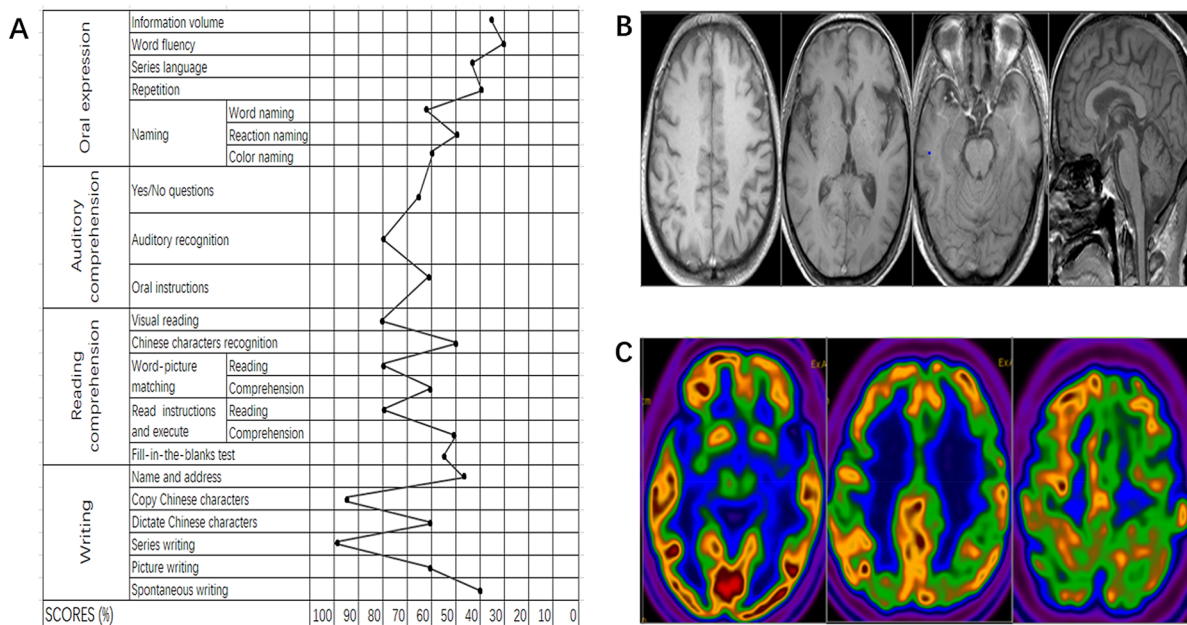 A
Oral expression
Information volume
Word fluency
Series language
Repetition
Naming
Word naming
Reaction naming
Color naming
Auditory
comprehension
Yes/No questions
Auditory recognition
Oral instructions
Reading
comprehension
Visual reading
Chinese characters recognition
Word-picture
matching
Reading
Comprehension
Read instructions
and execute
Reading
Comprehension
Fill-in-the-blanks test
Writing
Name and address
Copy Chinese characters
Dictate Chinese characters
Series writing
Picture writing
Spontaneous writing
SCORES (%) 100 90 80 70 60 50 40 30 20 10 0
B
C
ExA
ExA